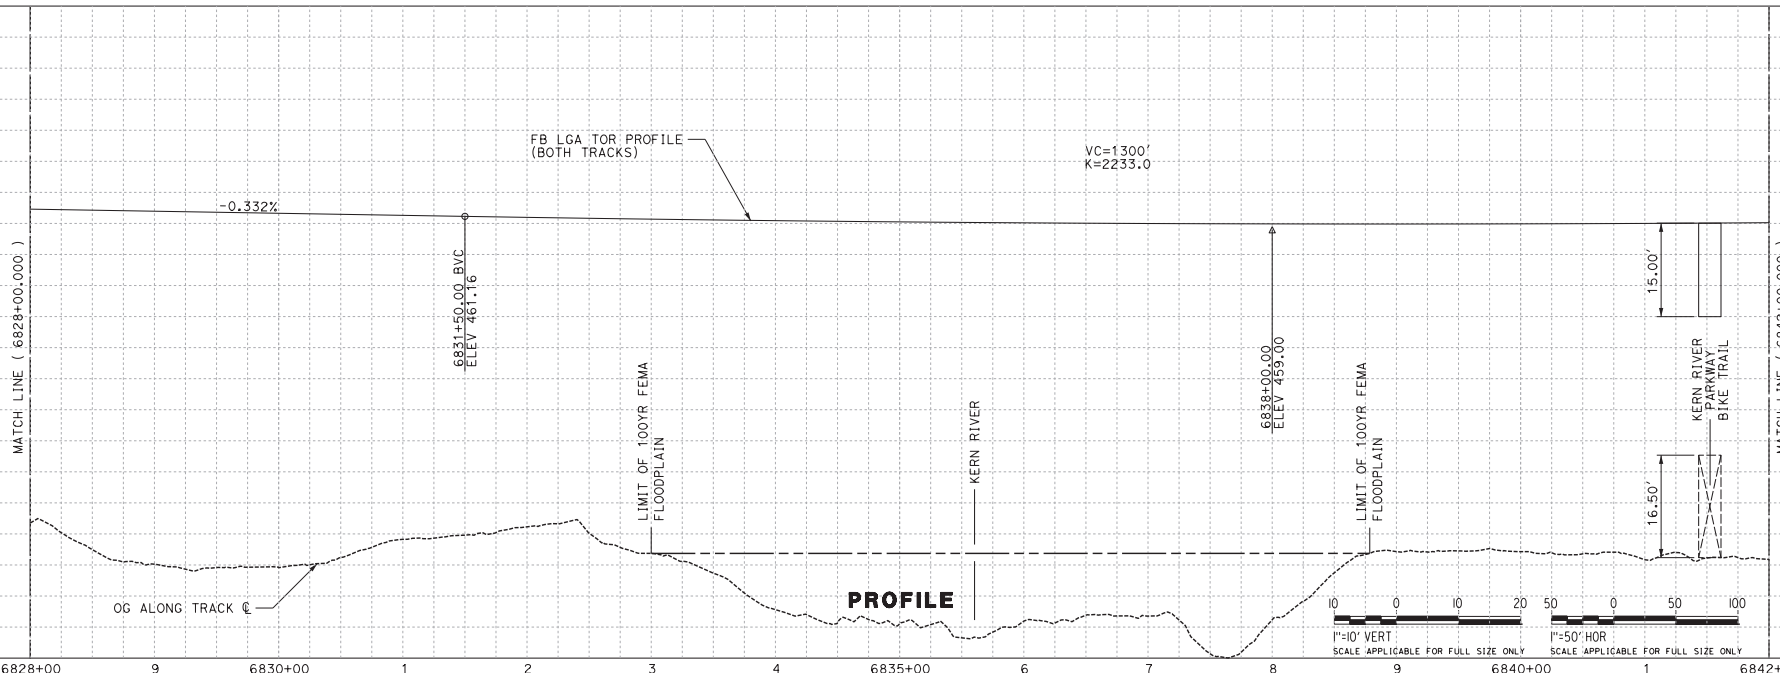 FB LGA TOR PROFILE
(BOTH TRACKS)
VC=1300'
K=2233.0
-0.332%
MATCH LINE ( 6828+00.000 )
6831+50.00 BVC
ELEV 461.16
LIMIT OF 100YR FEMA
FLOODPLAIN
KERN RIVER
6838+00.00
ELEV 459.00
LIMIT OF 100YR FEMA
FLOODPLAIN
15.00'
KERN RIVER
PARKWAY
BIKE TRAIL
16.50'
OG ALONG TRACK ℄
PROFILE
10 0 10 20
1"=10' VERT
SCALE APPLICABLE FOR FULL SIZE ONLY
50 0 50 100
1"=50' HOR
SCALE APPLICABLE FOR FULL SIZE ONLY
6828+00 9 6830+00 1 2 3 4 6835+00 6 7 8 9 6840+00 1 6842+